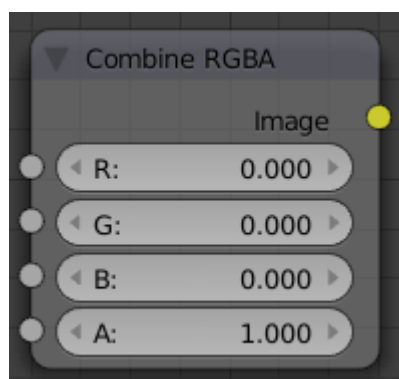 Combine RGBA
Image
R: 0.000
G: 0.000
B: 0.000
A: 1.000